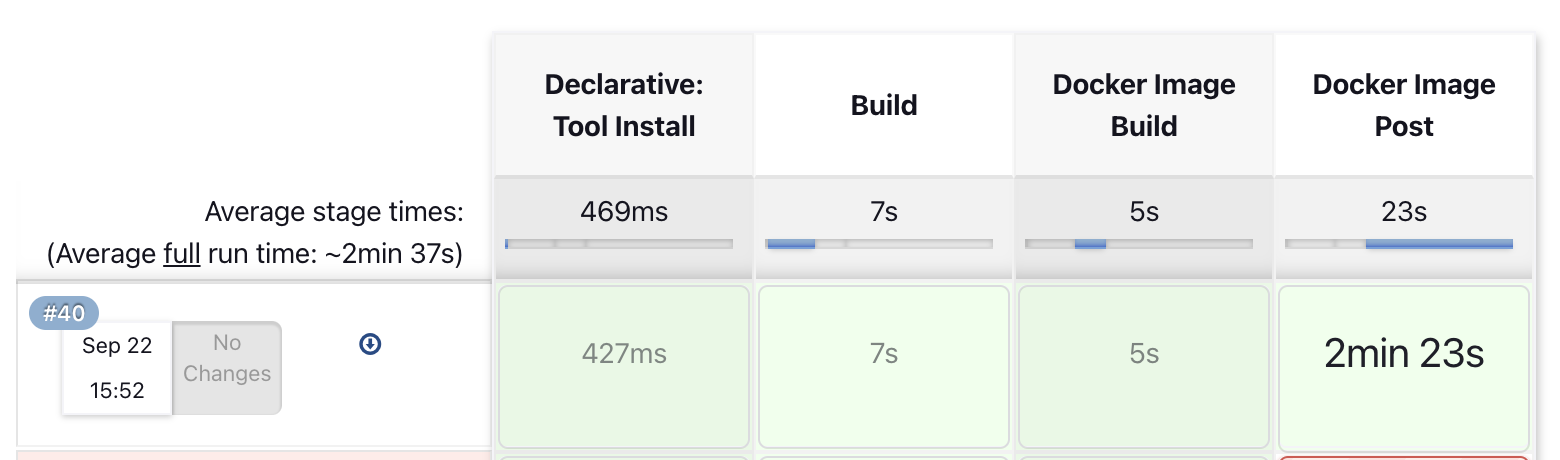 Declarative:
Tool Install
Build
Docker Image
Build
Docker Image
Post
Average stage times:
(Average full run time: ~2min 37s)
469ms
7s
5s
23s
#40
Sep 22
15:52
No
Changes
427ms
7s
5s
2min 23s